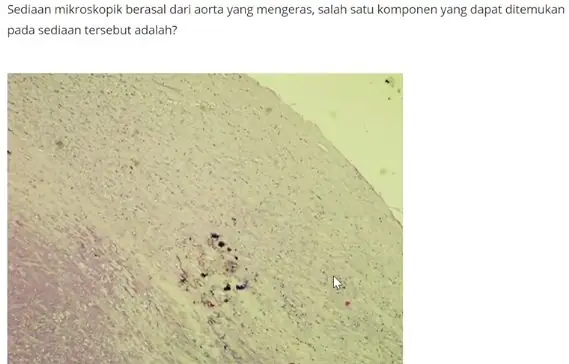 Sediaan mikroskopik berasal dari aorta yang mengeras, salah satu komponen yang dapat ditemukan
pada sediaan tersebut adalah?